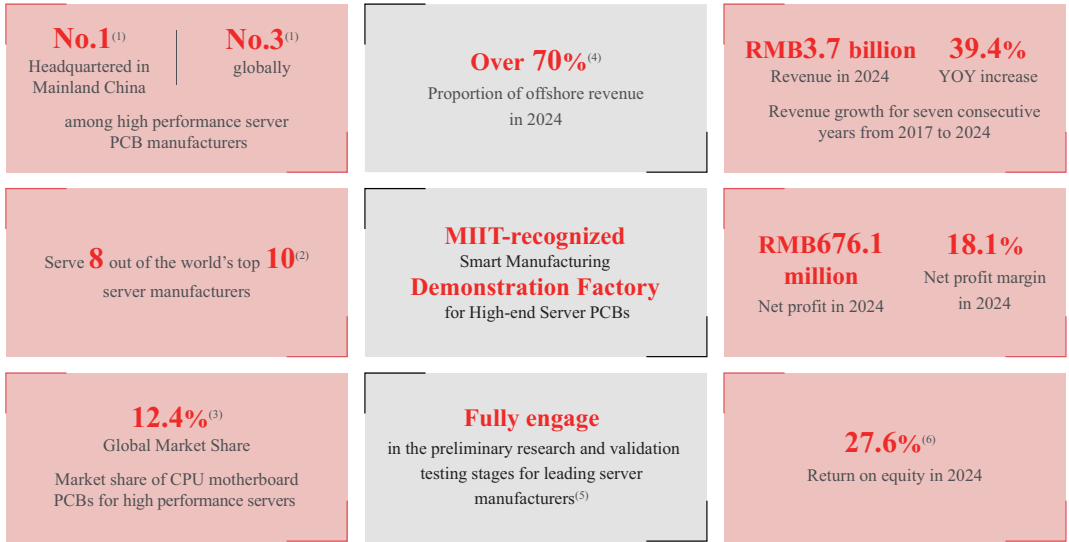 No.1(1)
Headquartered in
Mainland China
No.3(1)
globally
among high performance server
PCB manufacturers
Over 70%(4)
Proportion of offshore revenue
in 2024
RMB3.7 billion
Revenue in 2024
39.4%
YOY increase
Revenue growth for seven consecutive
years from 2017 to 2024
Serve 8 out of the world's top 10(2)
server manufacturers
MIIT-recognized
Smart Manufacturing
Demonstration Factory
for High-end Server PCBs
RMB676.1
million
Net profit in 2024
18.1%
Net profit margin
in 2024
12.4%(3)
Global Market Share
Market share of CPU motherboard
PCBs for high performance servers
Fully engage
in the preliminary research and validation
testing stages for leading server
manufacturers(5)
27.6%(6)
Return on equity in 2024